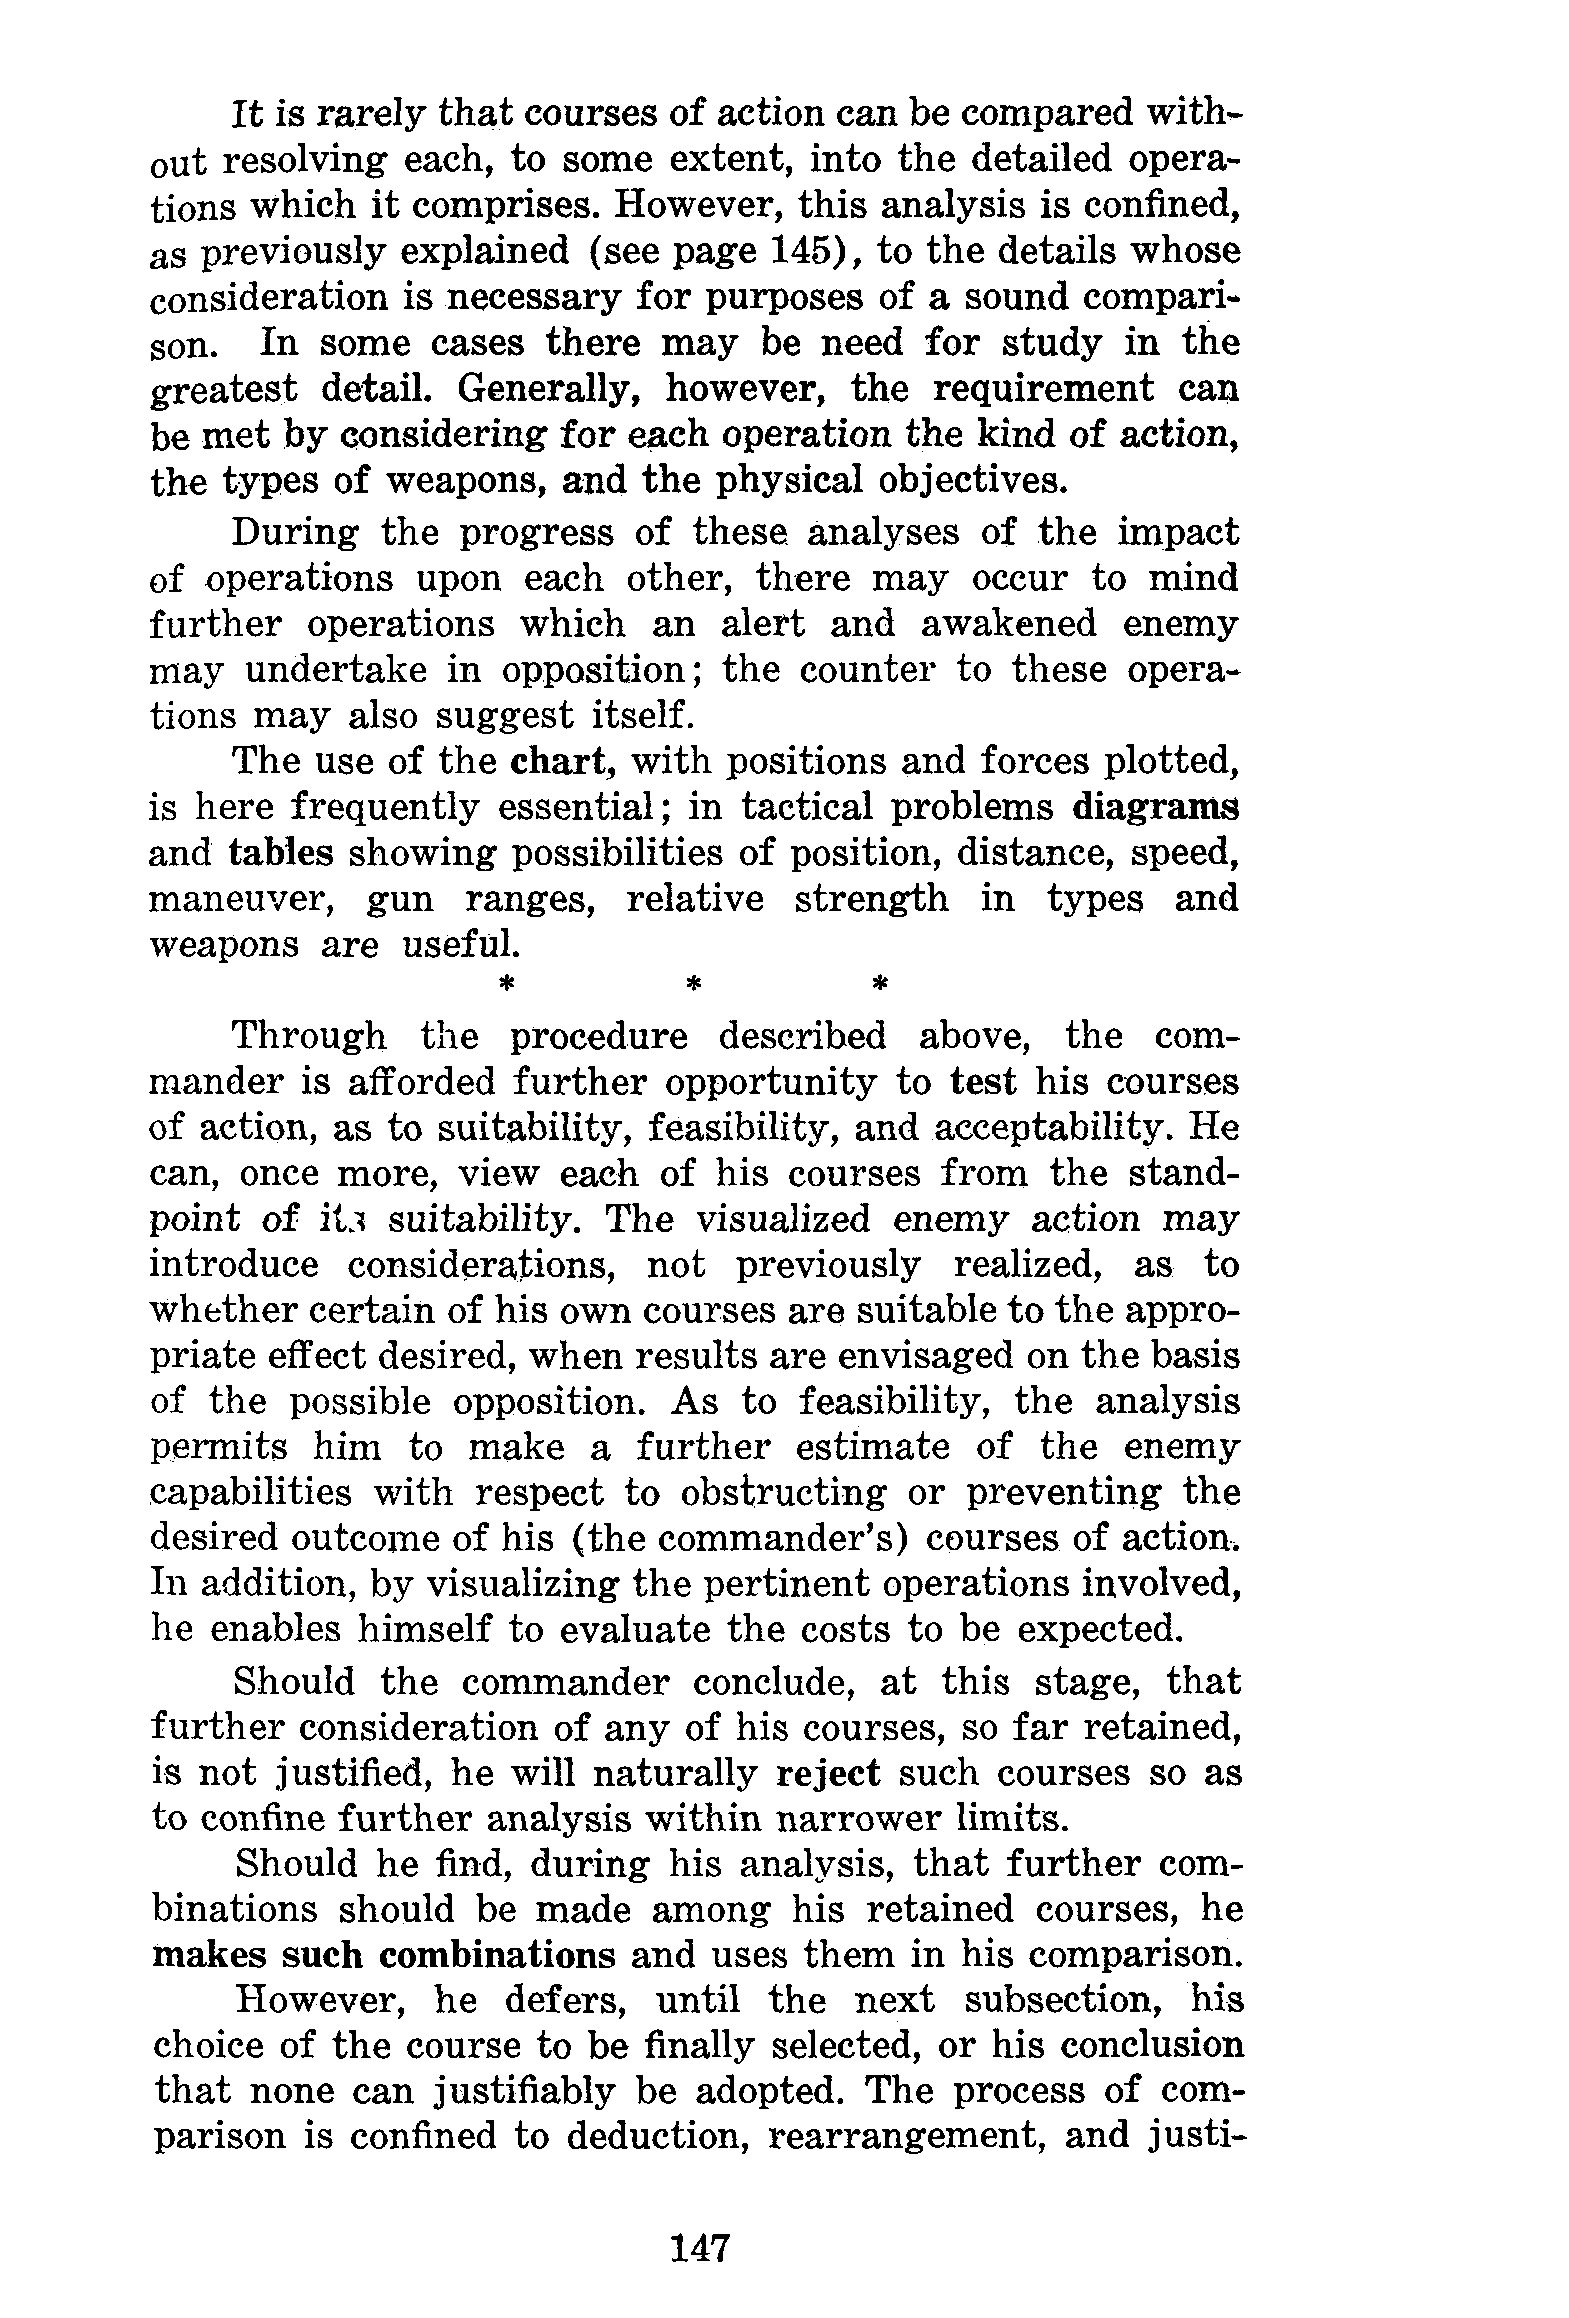 It is rarely that courses of action can be compared with-
out resolving each, to some extent, into the detailed opera-
tions which it comprises. However, this analysis is confined,
as previously explained (see page 145), to the details whose
consideration is necessary for purposes of a sound compari-
son. In some cases there may be need for study in the
greatest detail. Generally, however, the requirement can
be met by considering for each operation the kind of action,
the types of weapons, and the physical objectives.
During the progress of these analyses of the impact
of operations upon each other, there may occur to mind
further operations which an alert and awakened enemy
may undertake in opposition; the counter to these opera-
tions may also suggest itself.
The use of the chart, with positions and forces plotted,
is here frequently essential; in tactical problems diagrams
and tables showing possibilities of position, distance, speed,
maneuver, gun ranges, relative strength in types and
weapons are useful.
* * *
Through the procedure described above, the com-
mander is afforded further opportunity to test his courses
of action, as to suitability, feasibility, and acceptability. He
can, once more, view each of his courses from the stand-
point of its suitability. The visualized enemy action may
introduce considerations, not previously realized, as to
whether certain of his own courses are suitable to the appro-
priate effect desired, when results are envisaged on the basis
of the possible opposition. As to feasibility, the analysis
permits him to make a further estimate of the enemy
capabilities with respect to obstructing or preventing the
desired outcome of his (the commander's) courses of action.
In addition, by visualizing the pertinent operations involved,
he enables himself to evaluate the costs to be expected.
Should the commander conclude, at this stage, that
further consideration of any of his courses, so far retained,
is not justified, he will naturally reject such courses so as
to confine further analysis within narrower limits.
Should he find, during his analysis, that further com-
binations should be made among his retained courses, he
makes such combinations and uses them in his comparison.
However, he defers, until the next subsection, his
choice of the course to be finally selected, or his conclusion
that none can justifiably be adopted. The process of com-
parison is confined to deduction, rearrangement, and justi-
147